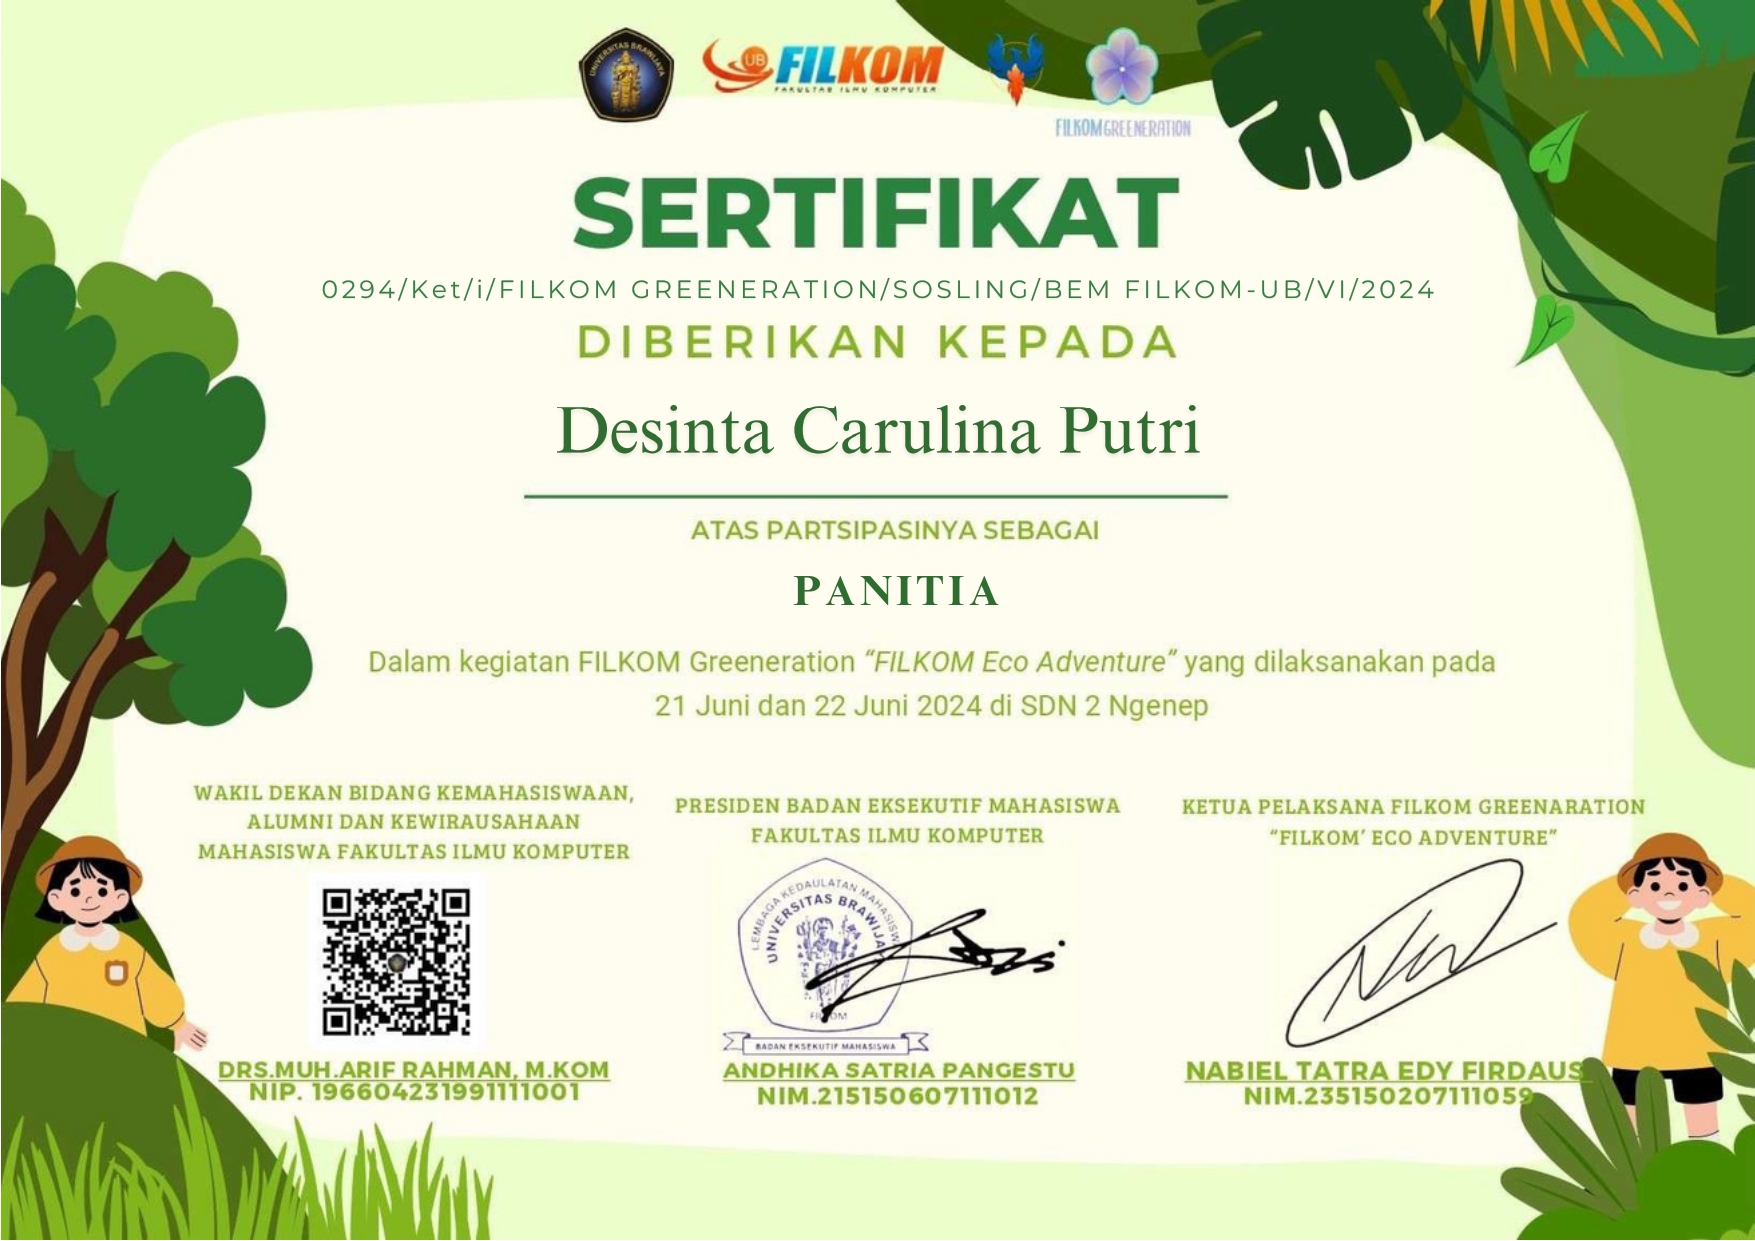 UNIVERSITAS BRAWIJAYA
UB FILKOM
FAKULTAS ILMU KOMPUTER
FILKOMGREENERATION
SERTIFIKAT
0294/Ket/i/FILKOM GREENERATION/SOSLING/BEM FILKOM-UB/VI/2024
DIBERIKAN KEPADA
Desinta Carulina Putri
ATAS PARTSIPASINYA SEBAGAI
PANITIA
Dalam kegiatan FILKOM Greeneration “FILKOM Eco Adventure” yang dilaksanakan pada
21 Juni dan 22 Juni 2024 di SDN 2 Ngenep
WAKIL DEKAN BIDANG KEMAHASISWAAN,
ALUMNI DAN KEWIRAUSAHAAN
MAHASISWA FAKULTAS ILMU KOMPUTER
DRS.MUH.ARIF RAHMAN, M.KOM
NIP. 196604231991111001
PRESIDEN BADAN EKSEKUTIF MAHASISWA
FAKULTAS ILMU KOMPUTER
LEMBAGA KEDAULATAN MAHASISWA
UNIVERSITAS BRAWIJAYA
FILKOM
BADAN EKSEKUTIF MAHASISWA
ANDHIKA SATRIA PANGESTU
NIM.215150607111012
KETUA PELAKSANA FILKOM GREENARATION
“FILKOM’ ECO ADVENTURE”
NABIEL TATRA EDY FIRDAUS
NIM.235150207111059